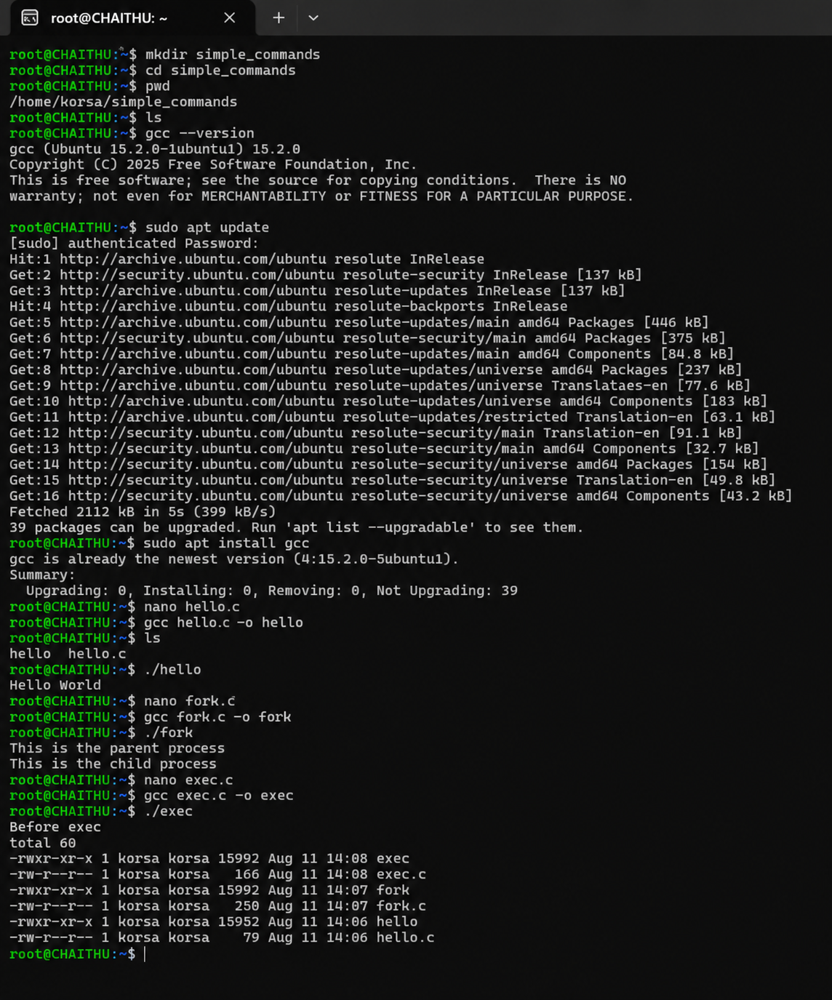 root@CHAITHU: ~
root@CHAITHU:~$ mkdir simple_commands
root@CHAITHU:~$ cd simple_commands
root@CHAITHU:~$ pwd
/home/korsa/simple_commands
root@CHAITHU:~$ ls
root@CHAITHU:~$ gcc --version
gcc (Ubuntu 15.2.0-1ubuntu1) 15.2.0
Copyright (C) 2025 Free Software Foundation, Inc.
This is free software; see the source for copying conditions.  There is NO
warranty; not even for MERCHANTABILITY or FITNESS FOR A PARTICULAR PURPOSE.
root@CHAITHU:~$ sudo apt update
[sudo] authenticated Password:
Hit:1 http://archive.ubuntu.com/ubuntu resolute InRelease
Get:2 http://security.ubuntu.com/ubuntu resolute-security InRelease [137 kB]
Get:3 http://archive.ubuntu.com/ubuntu resolute-updates InRelease [137 kB]
Hit:4 http://archive.ubuntu.com/ubuntu resolute-backports InRelease
Get:5 http://archive.ubuntu.com/ubuntu resolute-updates/main amd64 Packages [446 kB]
Get:6 http://security.ubuntu.com/ubuntu resolute-security/main amd64 Packages [375 kB]
Get:7 http://archive.ubuntu.com/ubuntu resolute-updates/main amd64 Components [84.8 kB]
Get:8 http://archive.ubuntu.com/ubuntu resolute-updates/universe amd64 Packages [237 kB]
Get:9 http://archive.ubuntu.com/ubuntu resolute-updates/universe Translataes-en [77.6 kB]
Get:10 http://archive.ubuntu.com/ubuntu resolute-updates/universe amd64 Components [183 kB]
Get:11 http://archive.ubuntu.com/ubuntu resolute-updates/restricted Translation-en [63.1 kB]
Get:12 http://security.ubuntu.com/ubuntu resolute-security/main Translation-en [91.1 kB]
Get:13 http://security.ubuntu.com/ubuntu resolute-security/main amd64 Components [32.7 kB]
Get:14 http://security.ubuntu.com/ubuntu resolute-security/universe amd64 Packages [154 kB]
Get:15 http://security.ubuntu.com/ubuntu resolute-security/universe Translation-en [49.8 kB]
Get:16 http://security.ubuntu.com/ubuntu resolute-security/universe amd64 Components [43.2 kB]
Fetched 2112 kB in 5s (399 kB/s)
39 packages can be upgraded. Run 'apt list --upgradable' to see them.
root@CHAITHU:~$ sudo apt install gcc
gcc is already the newest version (4:15.2.0-5ubuntu1).
Summary:
  Upgrading: 0, Installing: 0, Removing: 0, Not Upgrading: 39
root@CHAITHU:~$ nano hello.c
root@CHAITHU:~$ gcc hello.c -o hello
root@CHAITHU:~$ ls
hello  hello.c
root@CHAITHU:~$ ./hello
Hello World
root@CHAITHU:~$ nano fork.c
root@CHAITHU:~$ gcc fork.c -o fork
root@CHAITHU:~$ ./fork
This is the parent process
This is the child process
root@CHAITHU:~$ nano exec.c
root@CHAITHU:~$ gcc exec.c -o exec
root@CHAITHU:~$ ./exec
Before exec
total 60
-rwxr-xr-x 1 korsa korsa 15992 Aug 11 14:08 exec
-rw-r--r-- 1 korsa korsa   166 Aug 11 14:08 exec.c
-rwxr-xr-x 1 korsa korsa 15992 Aug 11 14:07 fork
-rw-r--r-- 1 korsa korsa   250 Aug 11 14:07 fork.c
-rwxr-xr-x 1 korsa korsa 15952 Aug 11 14:06 hello
-rw-r--r-- 1 korsa korsa    79 Aug 11 14:06 hello.c
root@CHAITHU:~$